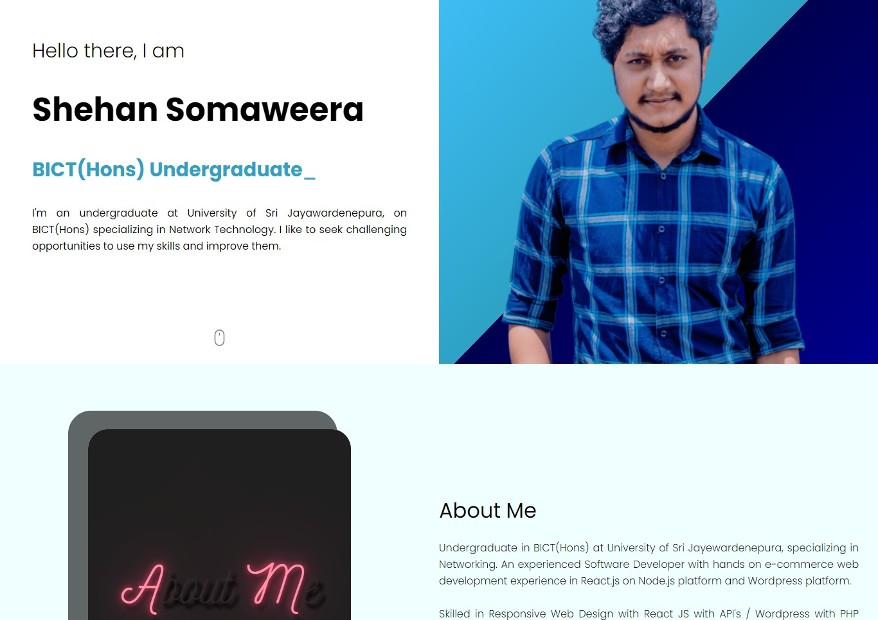 Hello there, I am
Shehan Somaweera
BICT(Hons) Undergraduate_
I'm an undergraduate at University of Sri Jayawardenepura, on
BICT(Hons) specializing in Network Technology. I like to seek challenging
opportunities to use my skills and improve them.
About Me
About Me
Undergraduate in BICT(Hons) at University of Sri Jayewardenepura, specializing in
Networking. An experienced Software Developer with hands on e-commerce web
development experience in React.js on Node.js platform and Wordpress platform.
Skilled in Responsive Web Design with React JS with API's / Wordpress with PHP